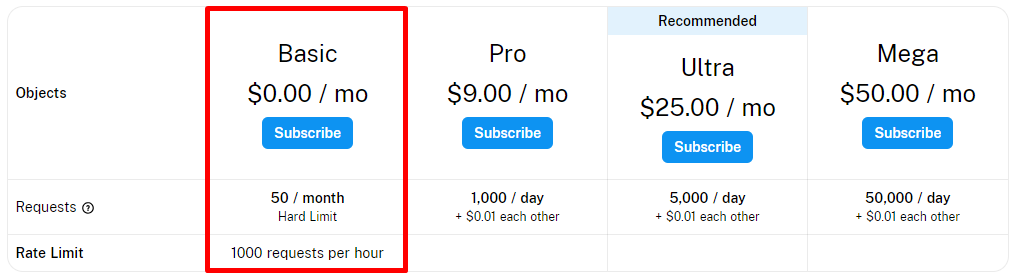 Recommended
Objects
Basic
$0.00 / mo
Subscribe
Pro
$9.00 / mo
Subscribe
Ultra
$25.00 / mo
Subscribe
Mega
$50.00 / mo
Subscribe
Requests ?
50 / month
Hard Limit
1,000 / day
+ $0.01 each other
5,000 / day
+ $0.01 each other
50,000 / day
+ $0.01 each other
Rate Limit
1000 requests per hour